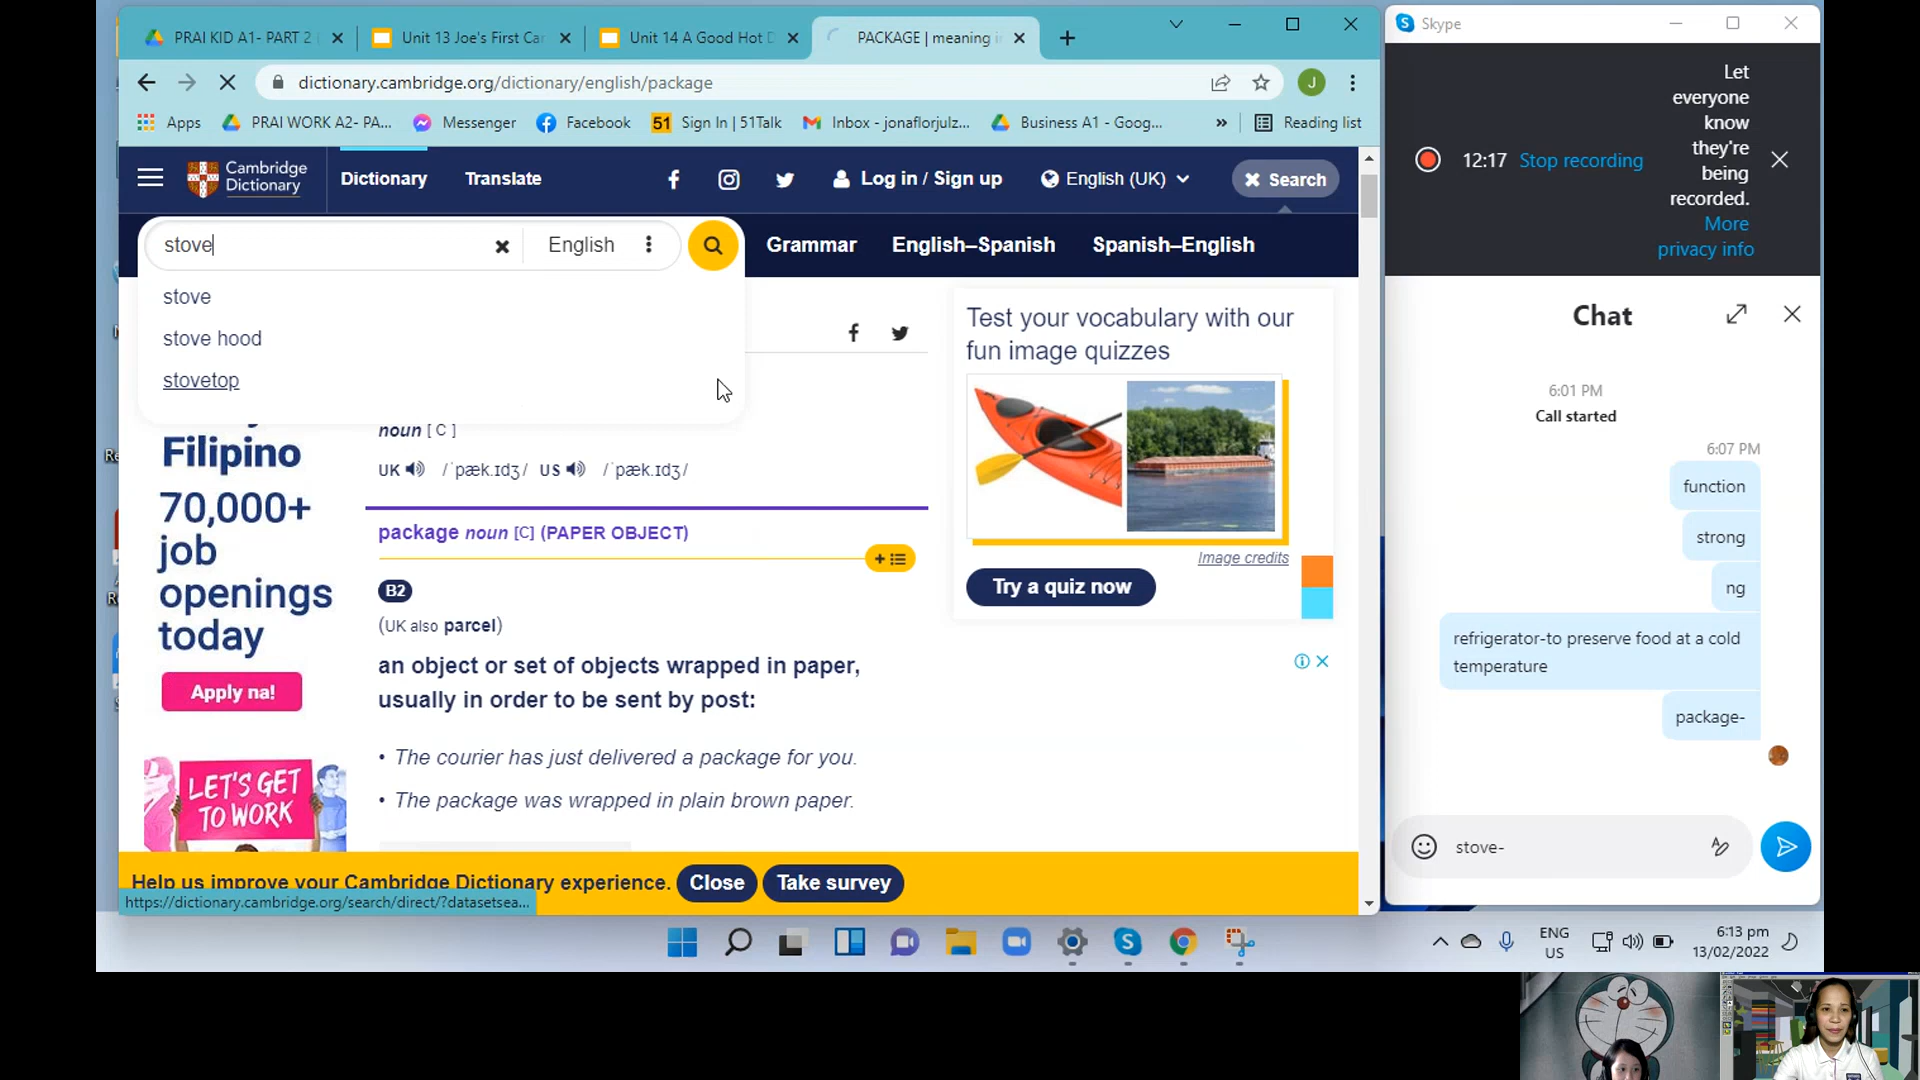 PRAI KID A1- PART 2
Unit 13 Joe's First Car
Unit 14 A Good Hot D
PACKAGE | meaning in
dictionary.cambridge.org/dictionary/english/package
J
Apps
PRAI WORK A2- PA...
Messenger
Facebook
51 Sign In | 51Talk
Inbox - jonaflorjulz...
Business A1 - Goog...
»
Reading list
Cambridge
Dictionary
Dictionary
Translate
Log in / Sign up
English (UK)
Search
stove
English
Grammar
English–Spanish
Spanish–English
stove
stove hood
stovetop
noun [ C ]
UK /ˈpæk.ɪdʒ/ US /ˈpæk.ɪdʒ/
package noun [C] (PAPER OBJECT)
B2
(UK also parcel)
an object or set of objects wrapped in paper,
usually in order to be sent by post:
• The courier has just delivered a package for you.
• The package was wrapped in plain brown paper.
Filipino
70,000+
job
openings
today
Apply na!
LET'S GET
TO WORK
Test your vocabulary with our
fun image quizzes
Image credits
Try a quiz now
Help us improve your Cambridge Dictionary experience.
Close
Take survey
https://dictionary.cambridge.org/search/direct/?datasetsea...
Skype
12:17 Stop recording
Let
everyone
know
they're
being
recorded.
More
privacy info
Chat
6:01 PM
Call started
6:07 PM
function
strong
ng
refrigerator-to preserve food at a cold
temperature
package-
stove-
ENG
US
6:13 pm
13/02/2022